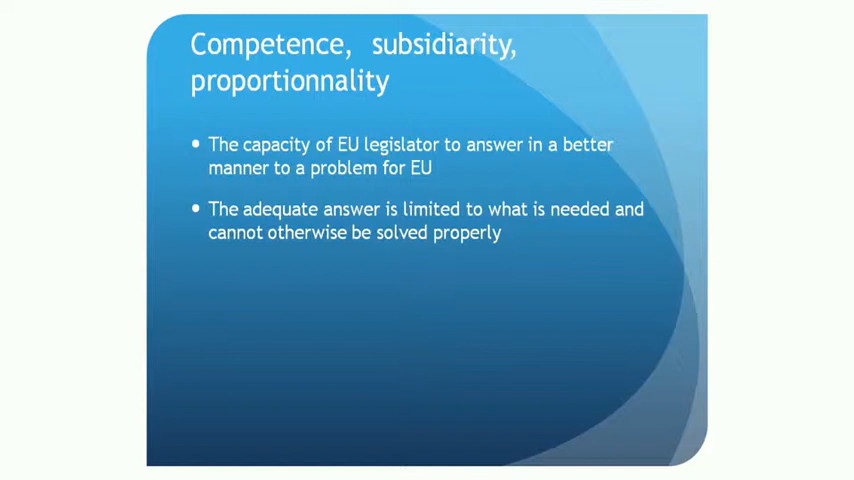 Competence, subsidiarity,
proportionnality
• The capacity of EU legislator to answer in a better
manner to a problem for EU
• The adequate answer is limited to what is needed and
cannot otherwise be solved properly